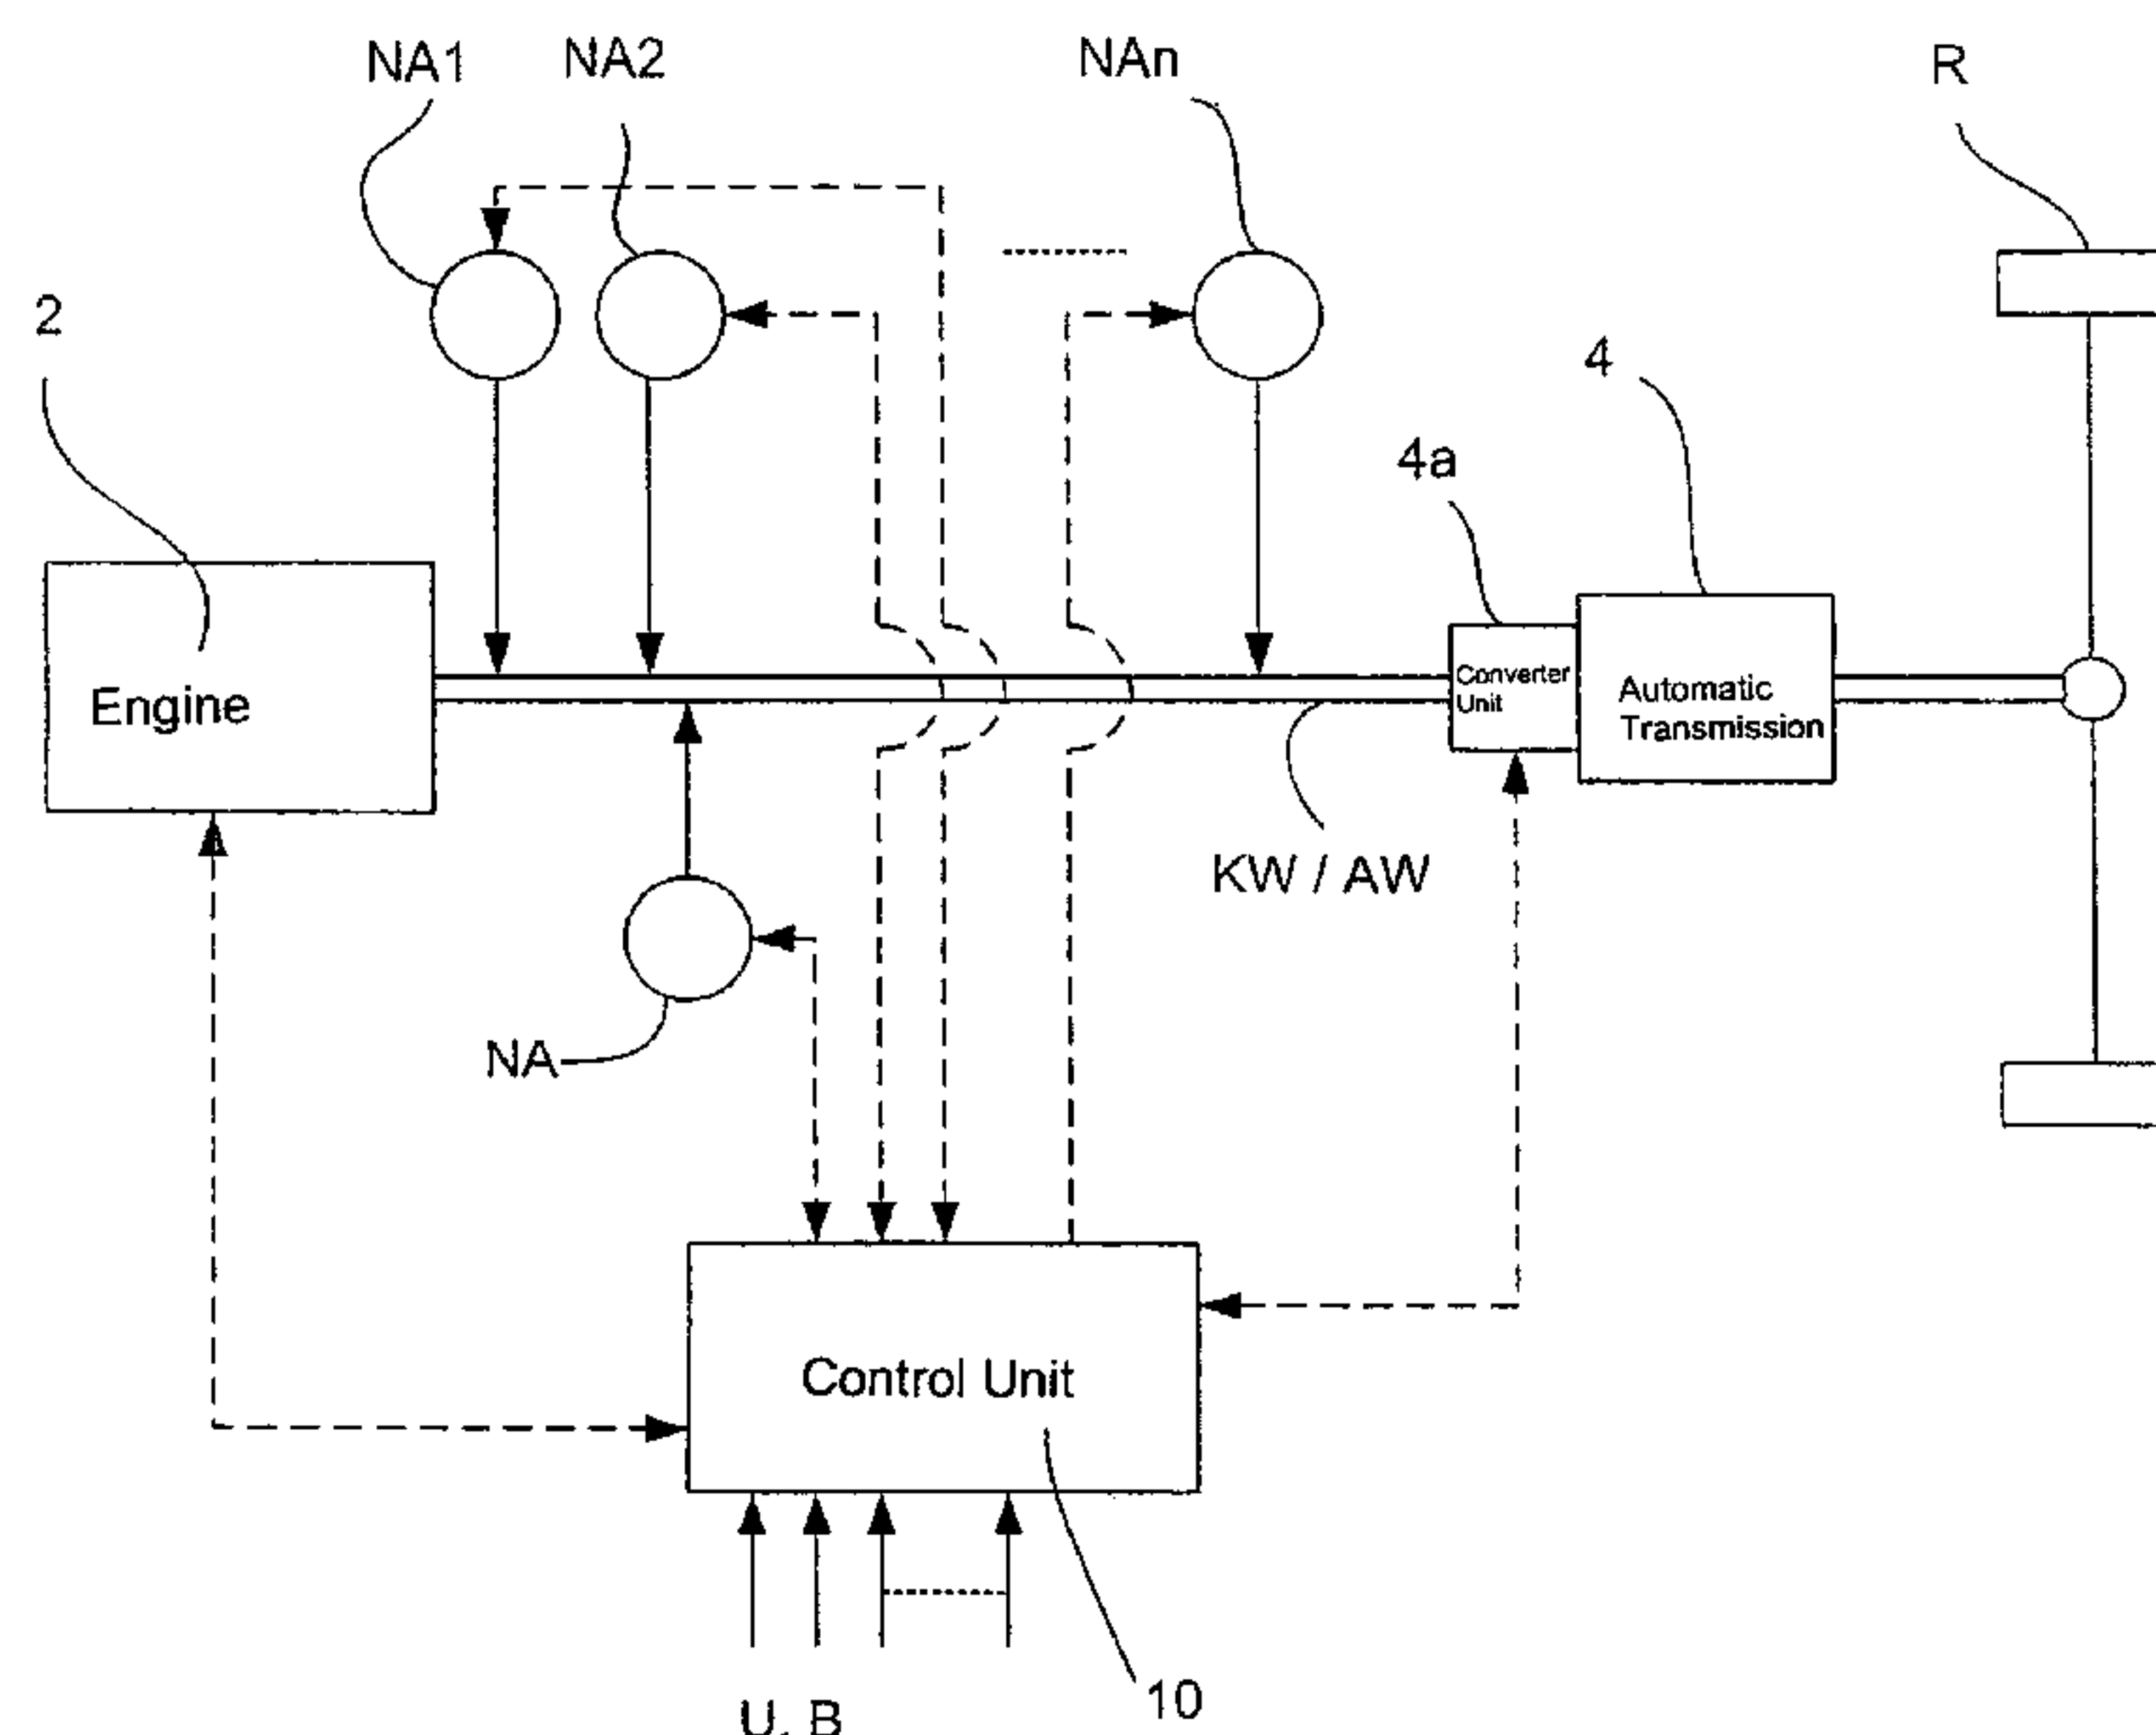 NA1
NA2
NAn
R
2
4
4a
Engine
Converter
Unit
Automatic
Transmission
KW / AW
NA
Control Unit
10
U, B